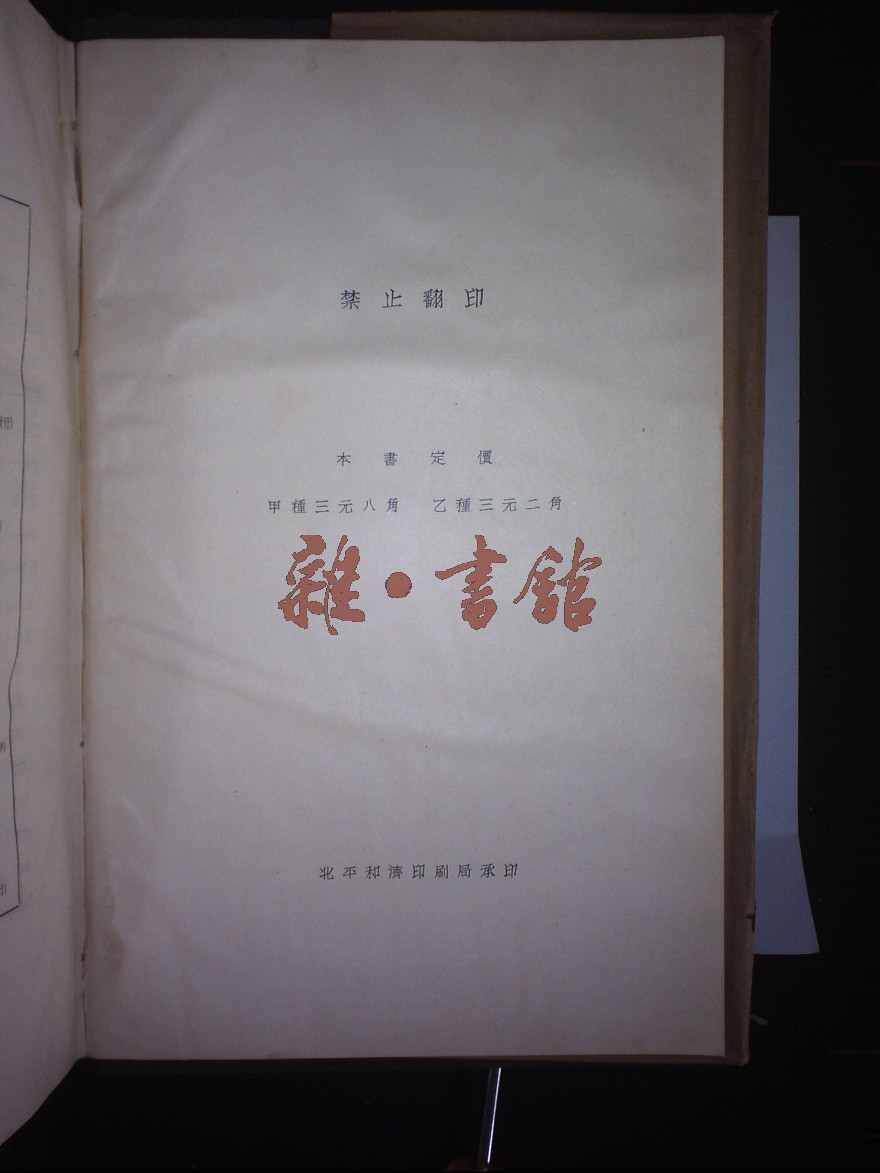 禁止翻印
本書定價
甲種三元八角 乙種三元二角
雜・書館
北平和濟印刷局承印